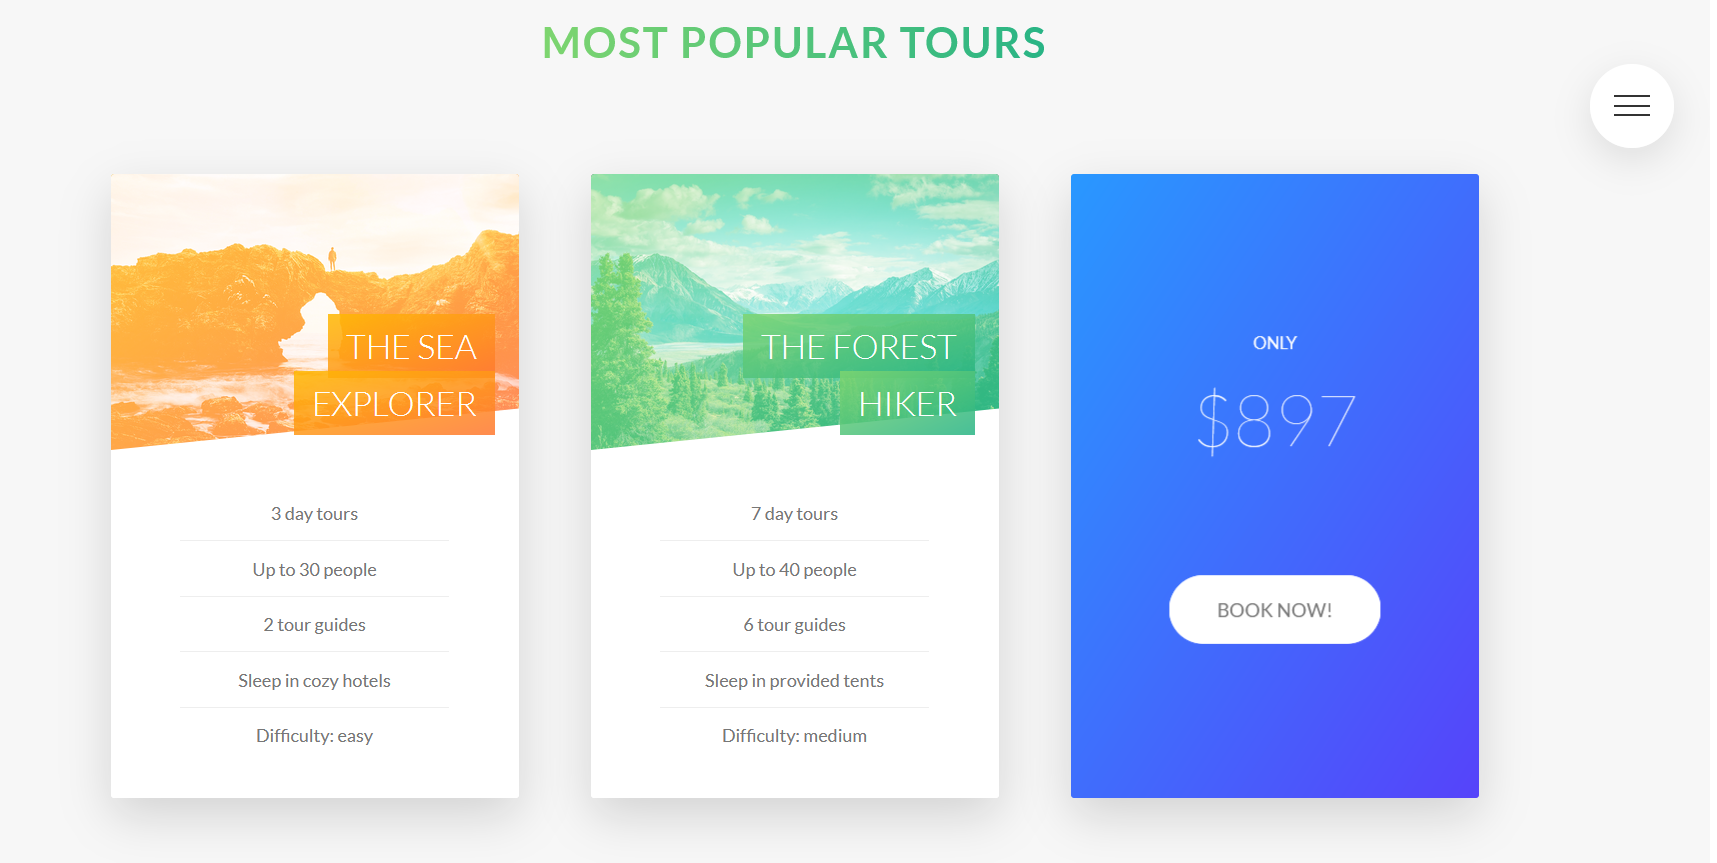 MOST POPULAR TOURS
THE SEA
EXPLORER
3 day tours
Up to 30 people
2 tour guides
Sleep in cozy hotels
Difficulty: easy
THE FOREST
HIKER
7 day tours
Up to 40 people
6 tour guides
Sleep in provided tents
Difficulty: medium
ONLY
$897
BOOK NOW!